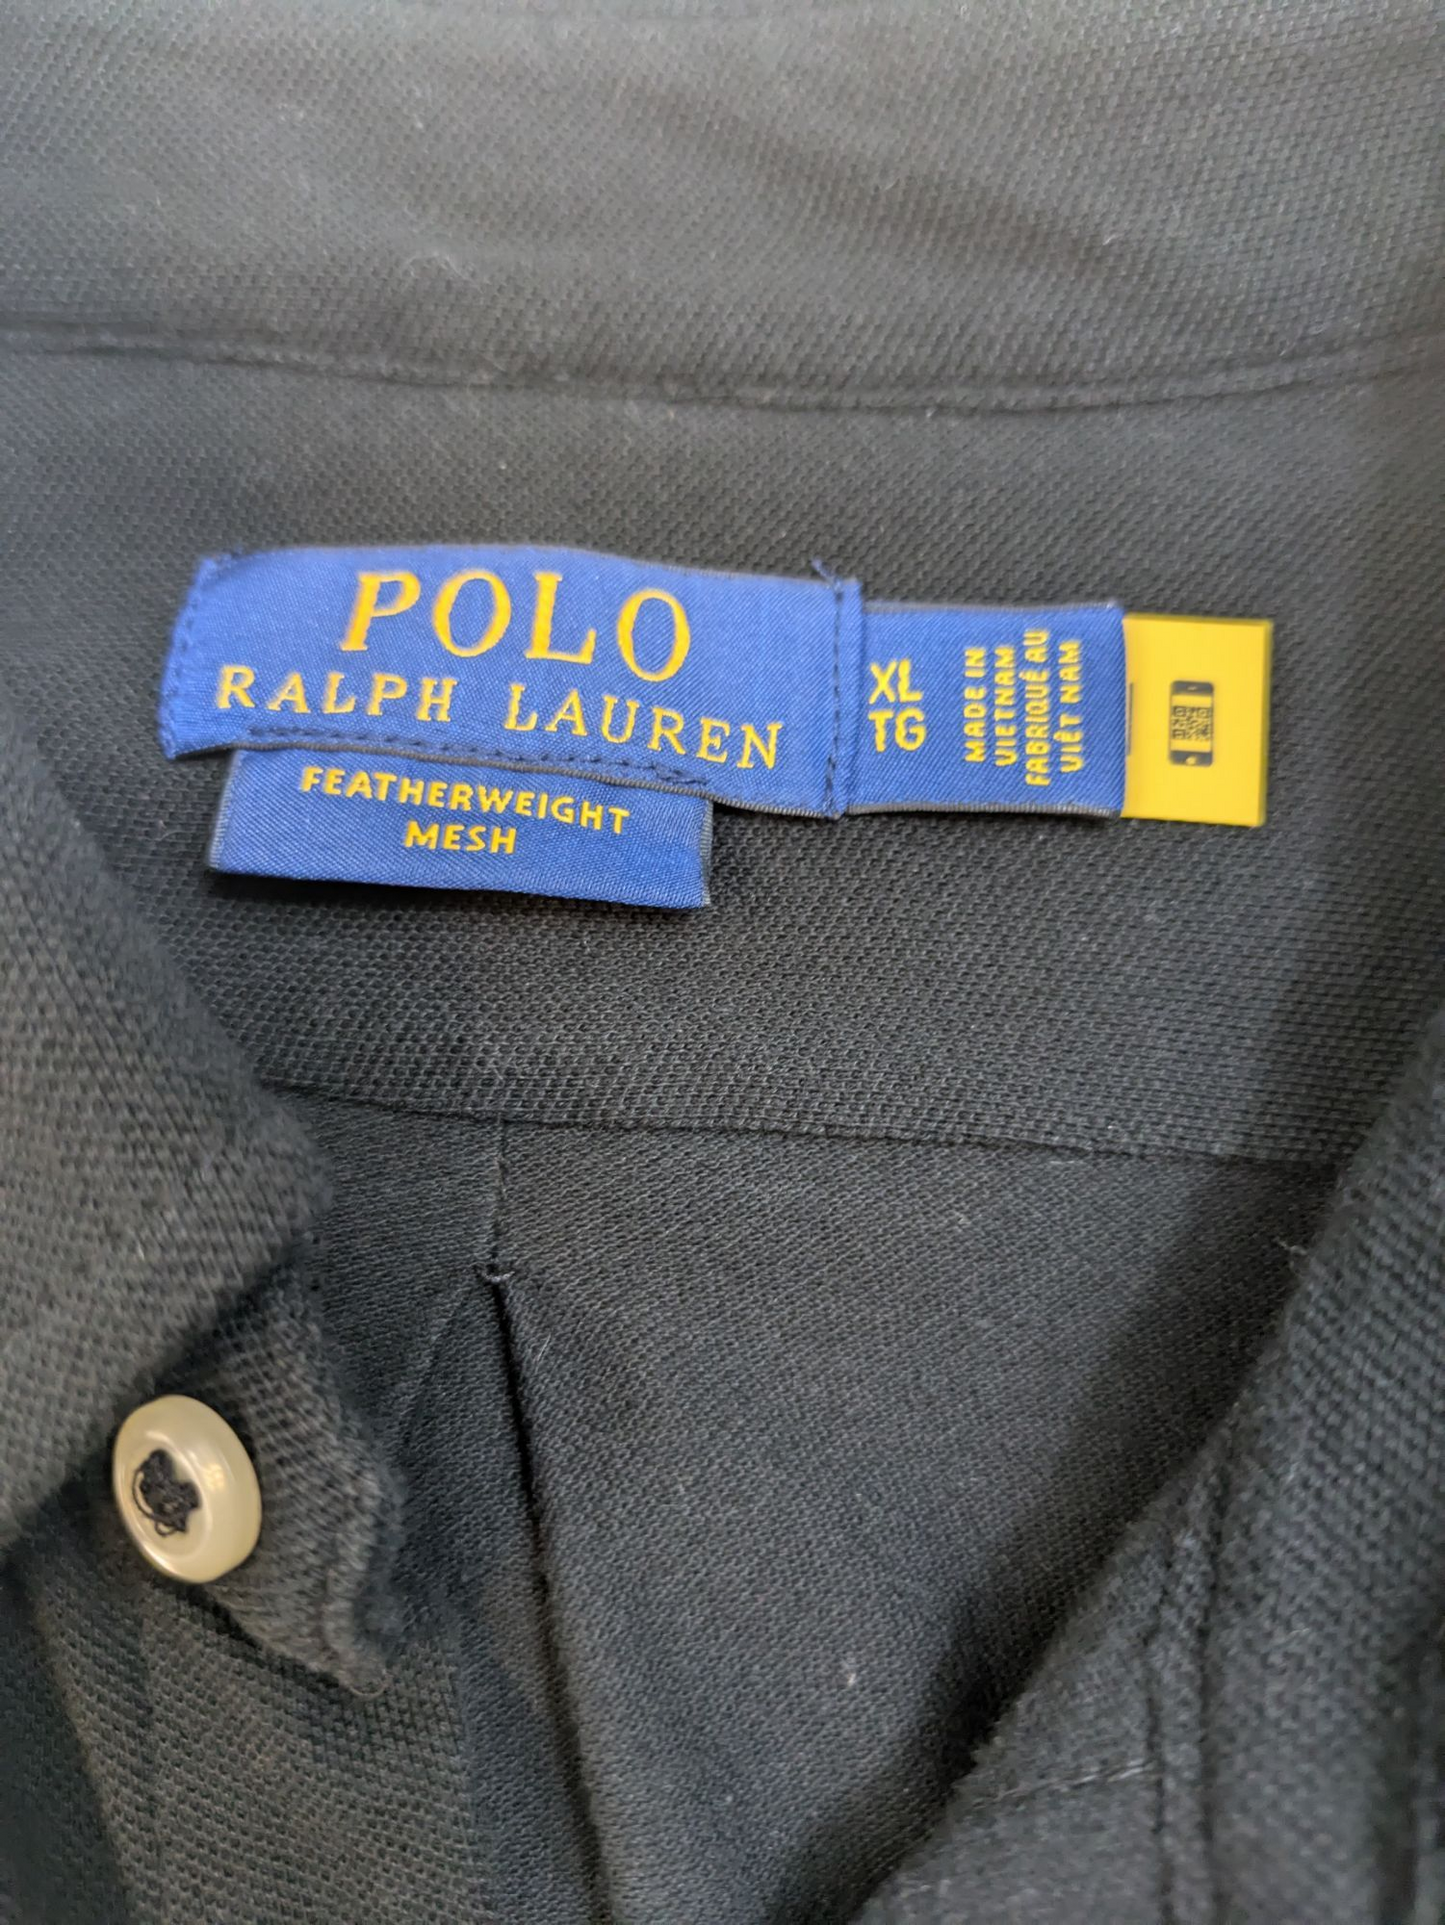 POLO
RALPH LAUREN
FEATHERWEIGHT
MESH
XL
TG
MADE IN
VIETNAM
FABRIQUÉ AU
VIÊT NAM